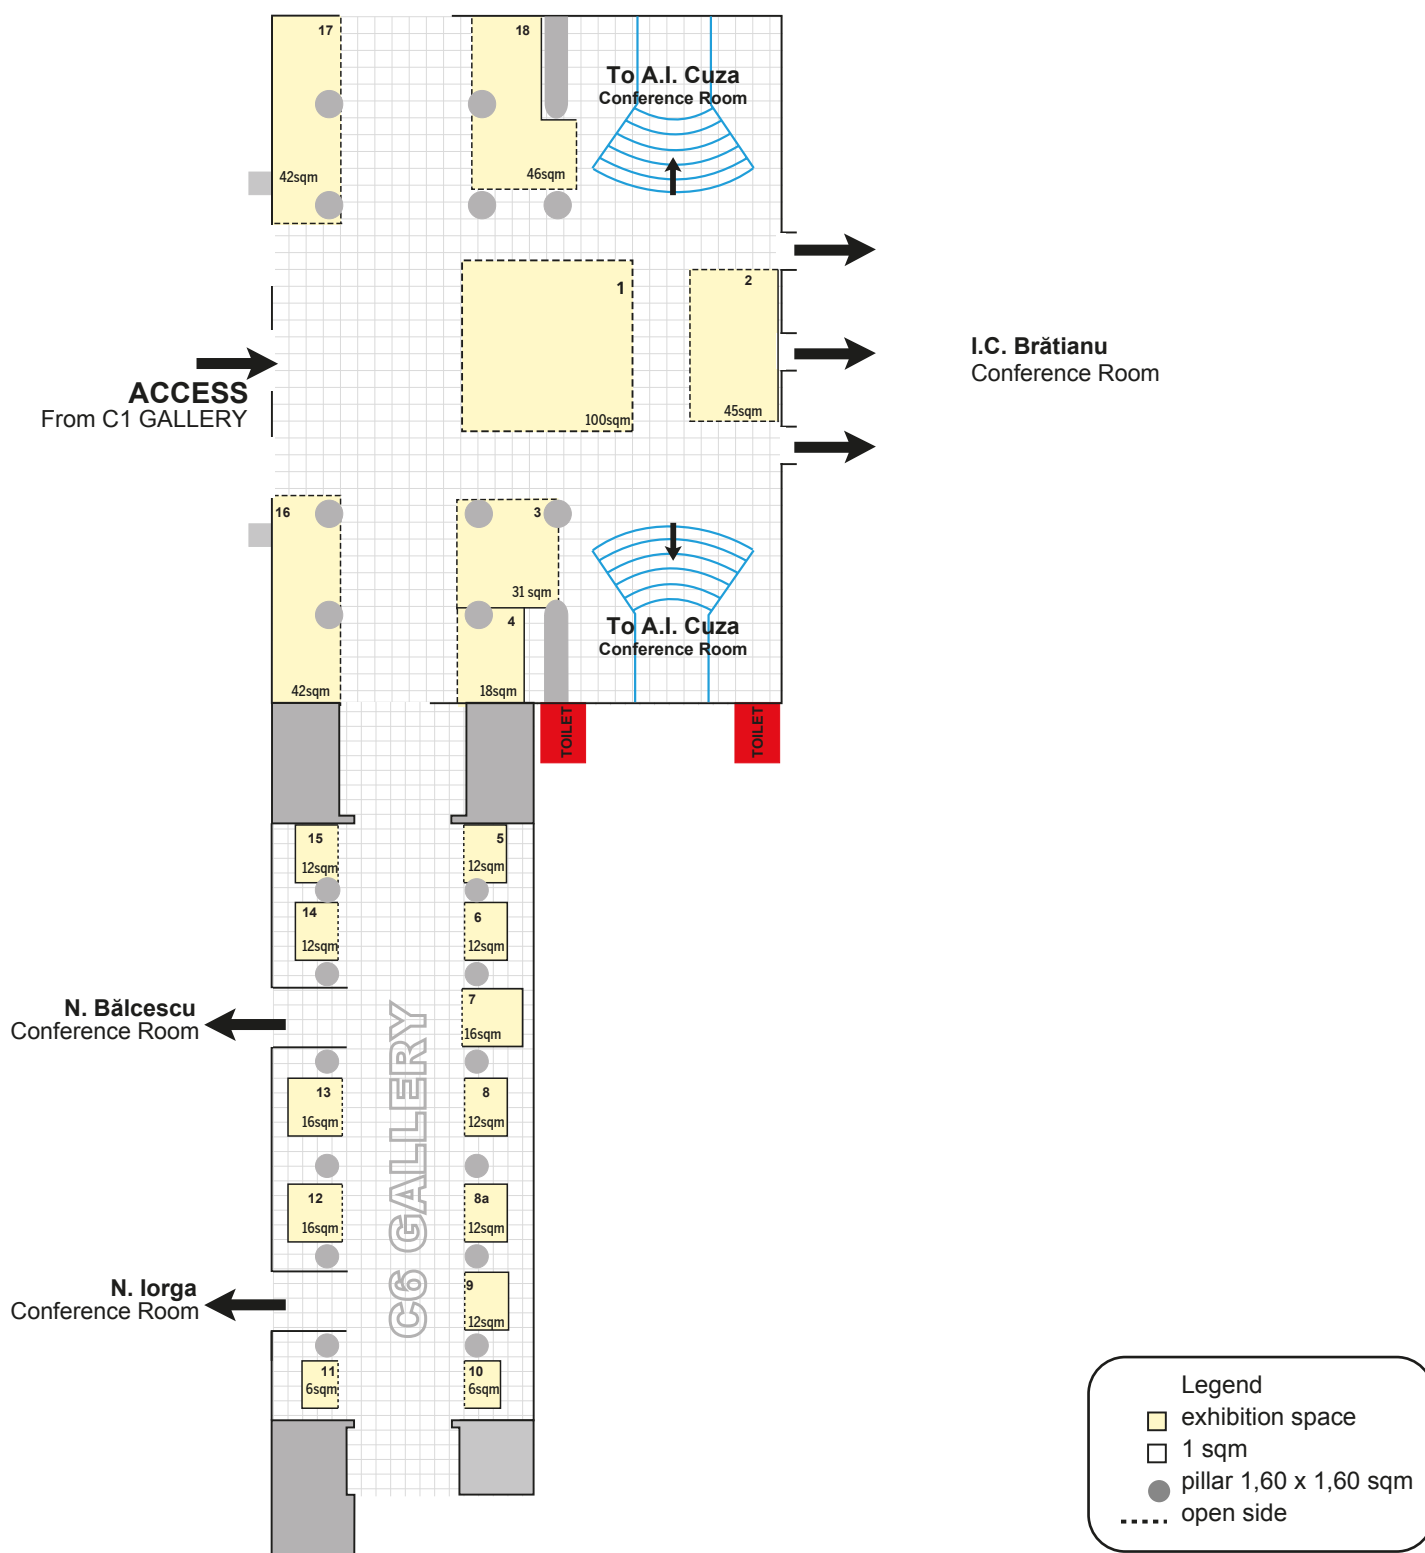 17
18
To A.I. Cuza
Conference Room
42sqm
46sqm
1
2
I.C. Brătianu
Conference Room
ACCESS
From C1 GALLERY
100sqm
45sqm
16
3
31 sqm
4
To A.I. Cuza
Conference Room
42sqm
18sqm
TOILET
TOILET
15
12sqm
5
12sqm
14
12sqm
6
12sqm
N. Bălcescu
Conference Room
7
16sqm
C6 GALLERY
13
16sqm
8
12sqm
12
16sqm
8a
12sqm
N. Iorga
Conference Room
9
12sqm
11
6sqm
10
6sqm
Legend
exhibition space
1 sqm
pillar 1,60 x 1,60 sqm
open side